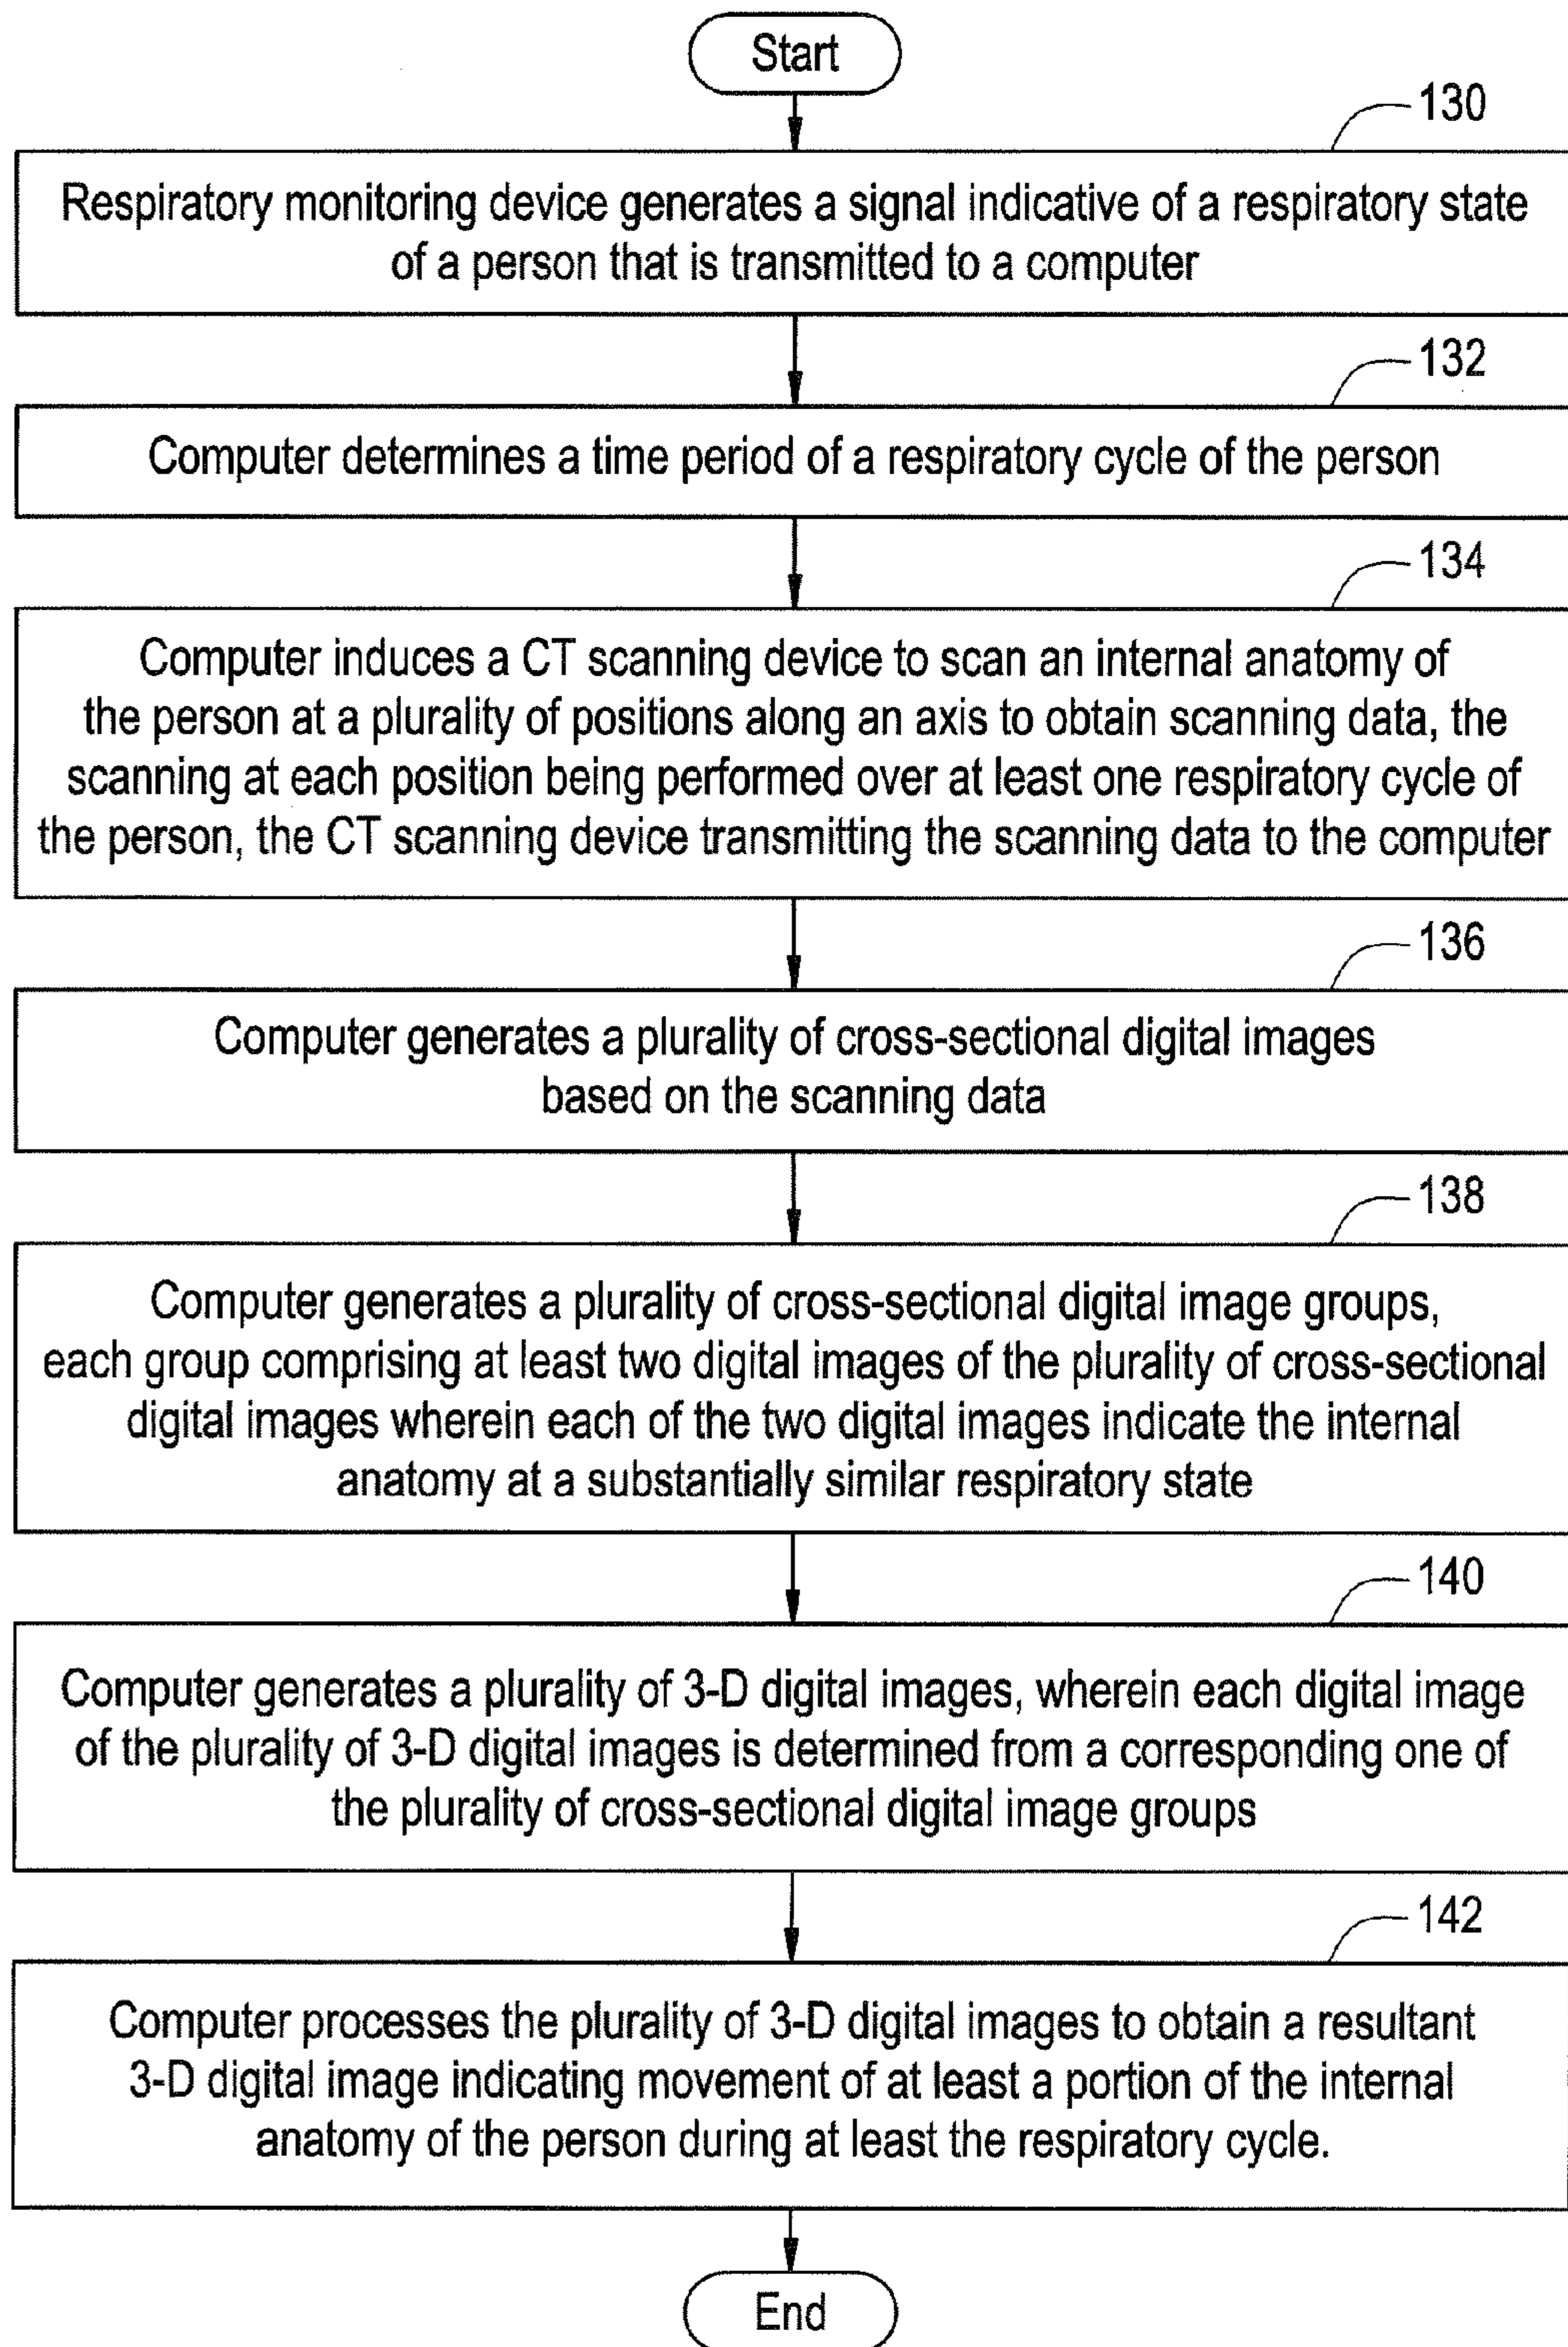 Start
130
Respiratory monitoring device generates a signal indicative of a respiratory state
of a person that is transmitted to a computer
132
Computer determines a time period of a respiratory cycle of the person
134
Computer induces a CT scanning device to scan an internal anatomy of
the person at a plurality of positions along an axis to obtain scanning data, the
scanning at each position being performed over at least one respiratory cycle of
the person, the CT scanning device transmitting the scanning data to the computer
136
Computer generates a plurality of cross-sectional digital images
based on the scanning data
138
Computer generates a plurality of cross-sectional digital image groups,
each group comprising at least two digital images of the plurality of cross-sectional
digital images wherein each of the two digital images indicate the internal
anatomy at a substantially similar respiratory state
140
Computer generates a plurality of 3-D digital images, wherein each digital image
of the plurality of 3-D digital images is determined from a corresponding one of
the plurality of cross-sectional digital image groups
142
Computer processes the plurality of 3-D digital images to obtain a resultant
3-D digital image indicating movement of at least a portion of the internal
anatomy of the person during at least the respiratory cycle.
End